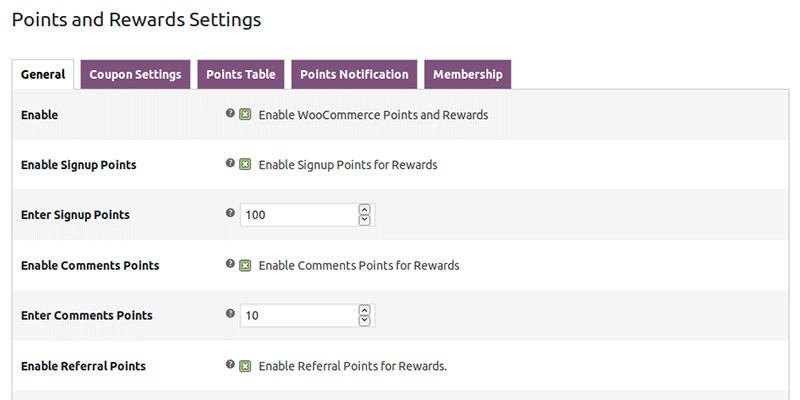 Points and Rewards Settings
General Coupon Settings Points Table Points Notification Membership
Enable ? Enable WooCommerce Points and Rewards
Enable Signup Points ? Enable Signup Points for Rewards
Enter Signup Points ? 100
Enable Comments Points ? Enable Comments Points for Rewards
Enter Comments Points ? 10
Enable Referral Points ? Enable Referral Points for Rewards.